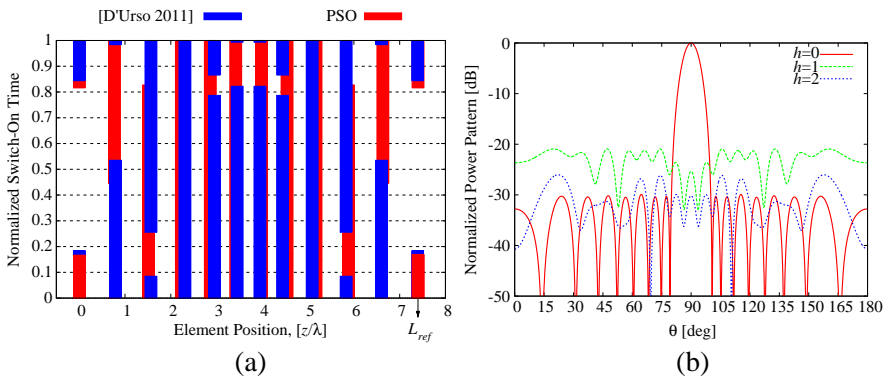 [D'Urso 2011] PSO
1
0.9
0.8
0.7
0.6
0.5
0.4
0.3
0.2
0.1
0
Normalized Switch-On Time
0 1 2 3 4 5 6 7 8
Element Position, [z/λ]
L_ref
(a)
h=0
h=1
h=2
0
-10
-20
-30
-40
-50
Normalized Power Pattern [dB]
0 15 30 45 60 75 90 105 120 135 150 165 180
θ [deg]
(b)